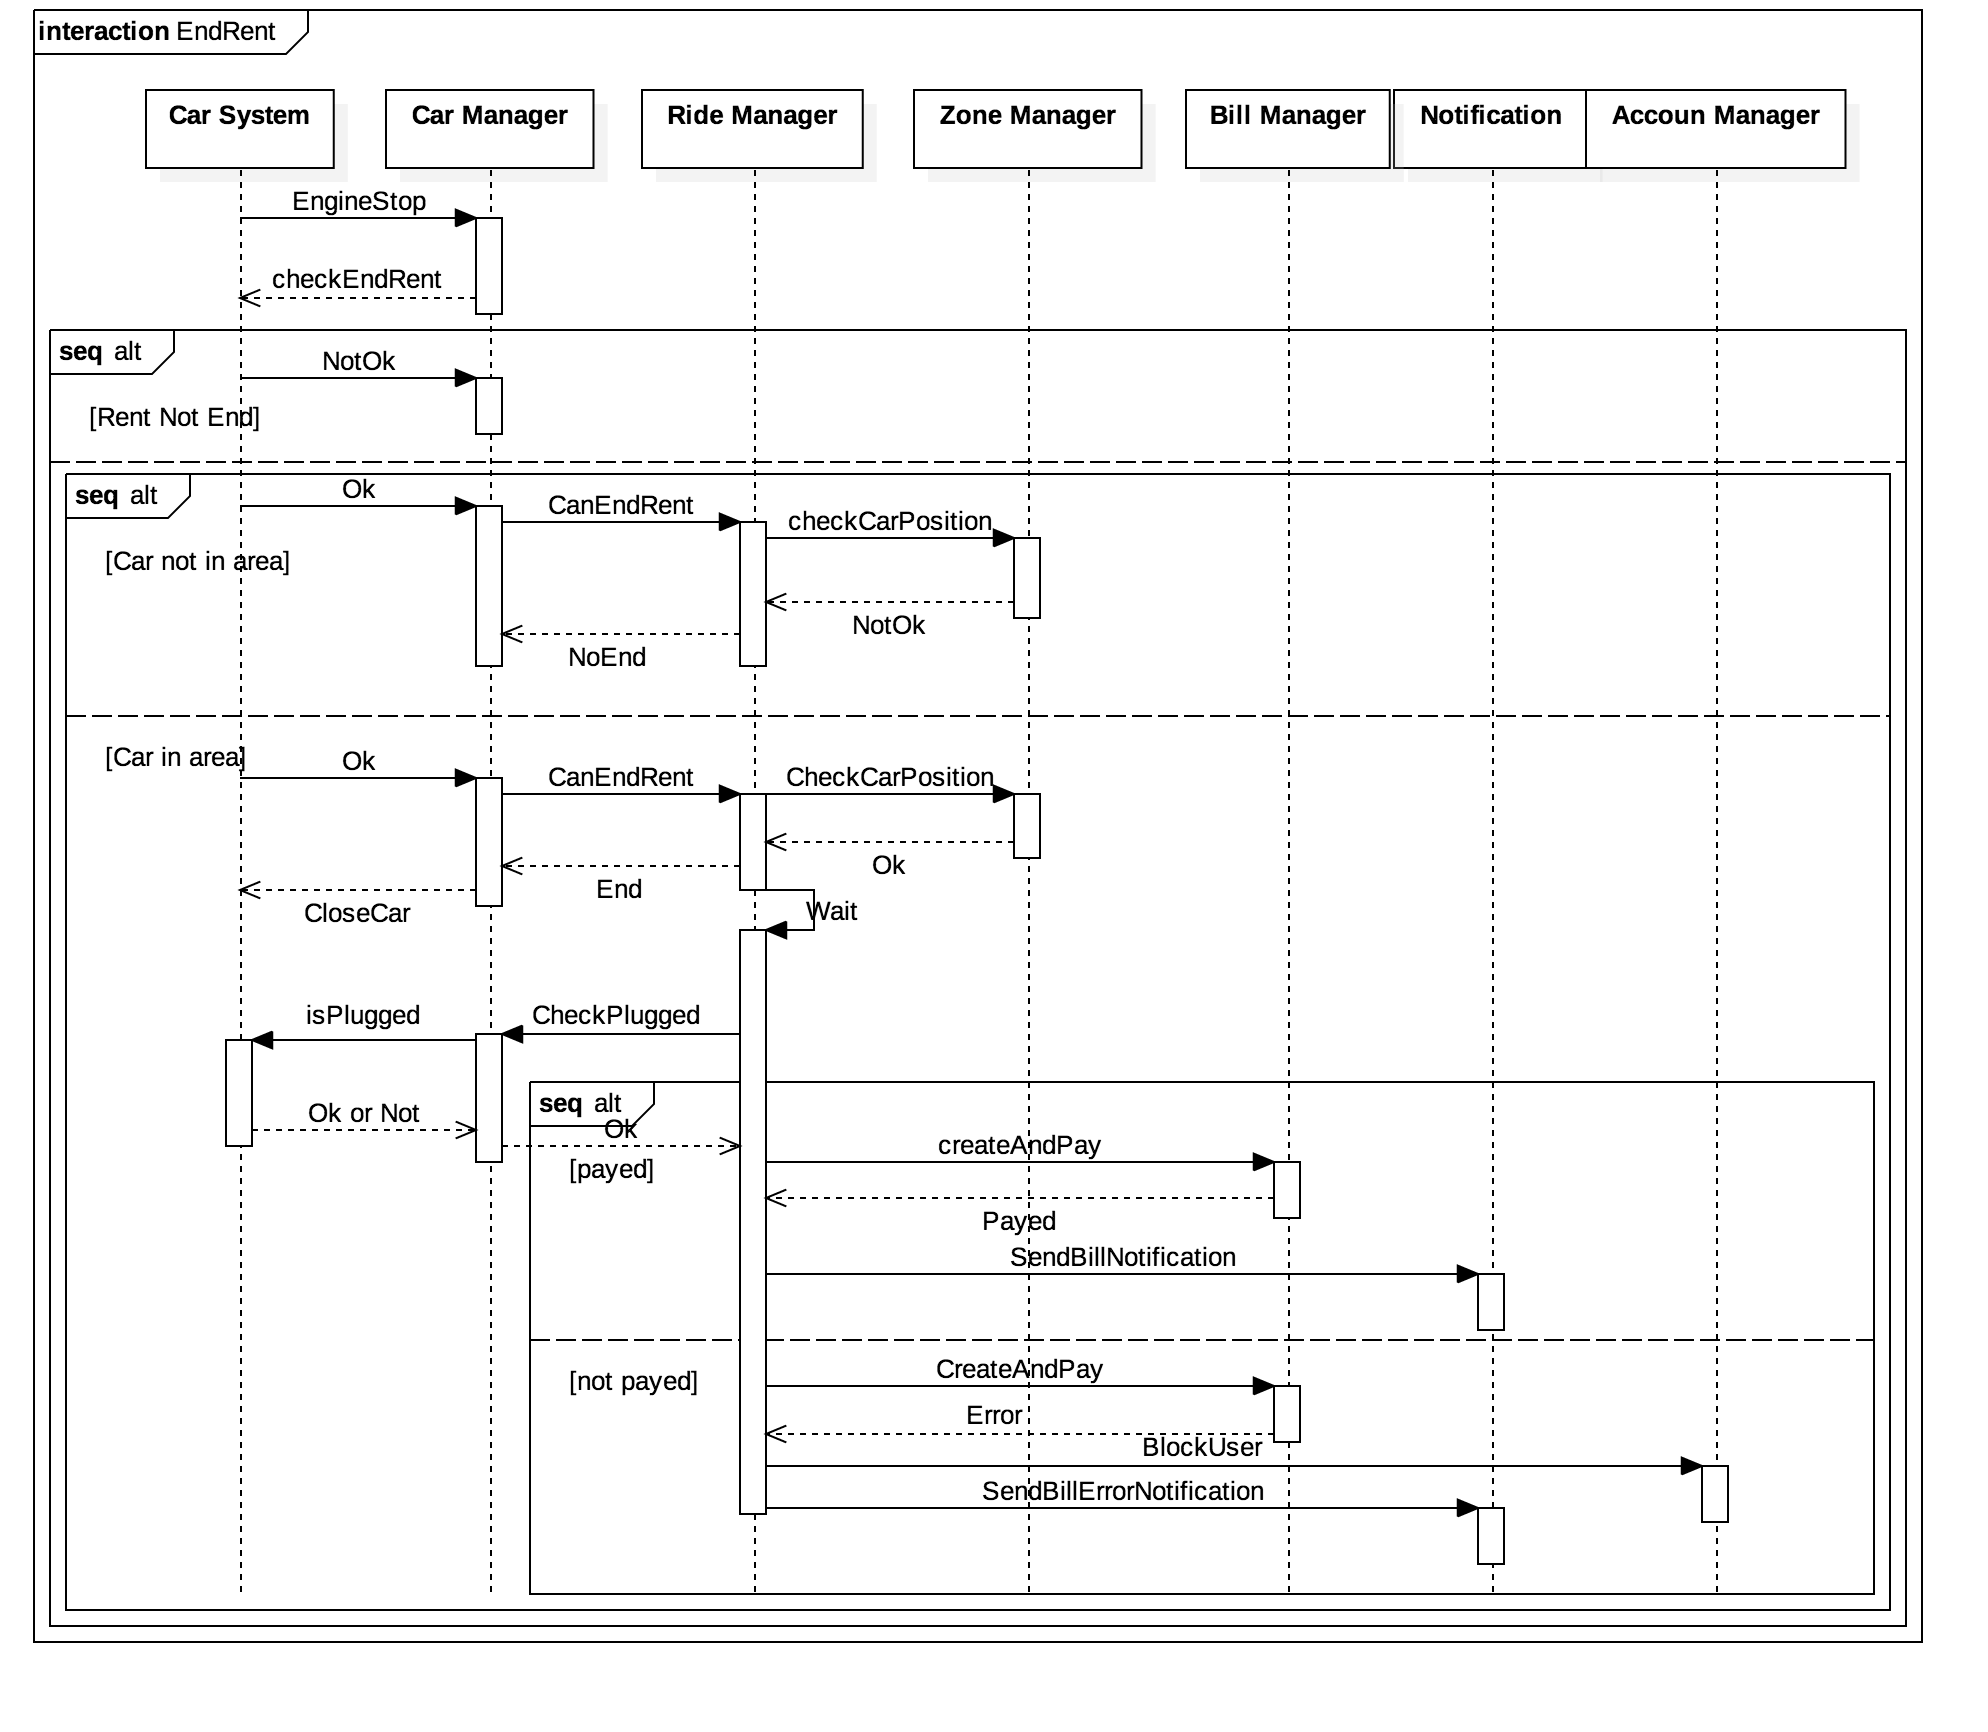 interaction EndRent
Car System
Car Manager
Ride Manager
Zone Manager
Bill Manager
Notification
Accoun Manager
EngineStop
checkEndRent
seq alt
NotOk
[Rent Not End]
seq alt
Ok
CanEndRent
checkCarPosition
[Car not in area]
NotOk
NoEnd
[Car in area]
Ok
CanEndRent
CheckCarPosition
Ok
End
CloseCar
Wait
isPlugged
CheckPlugged
seq alt
Ok or Not
Ok
createAndPay
[payed]
Payed
SendBillNotification
CreateAndPay
[not payed]
Error
BlockUser
SendBillErrorNotification